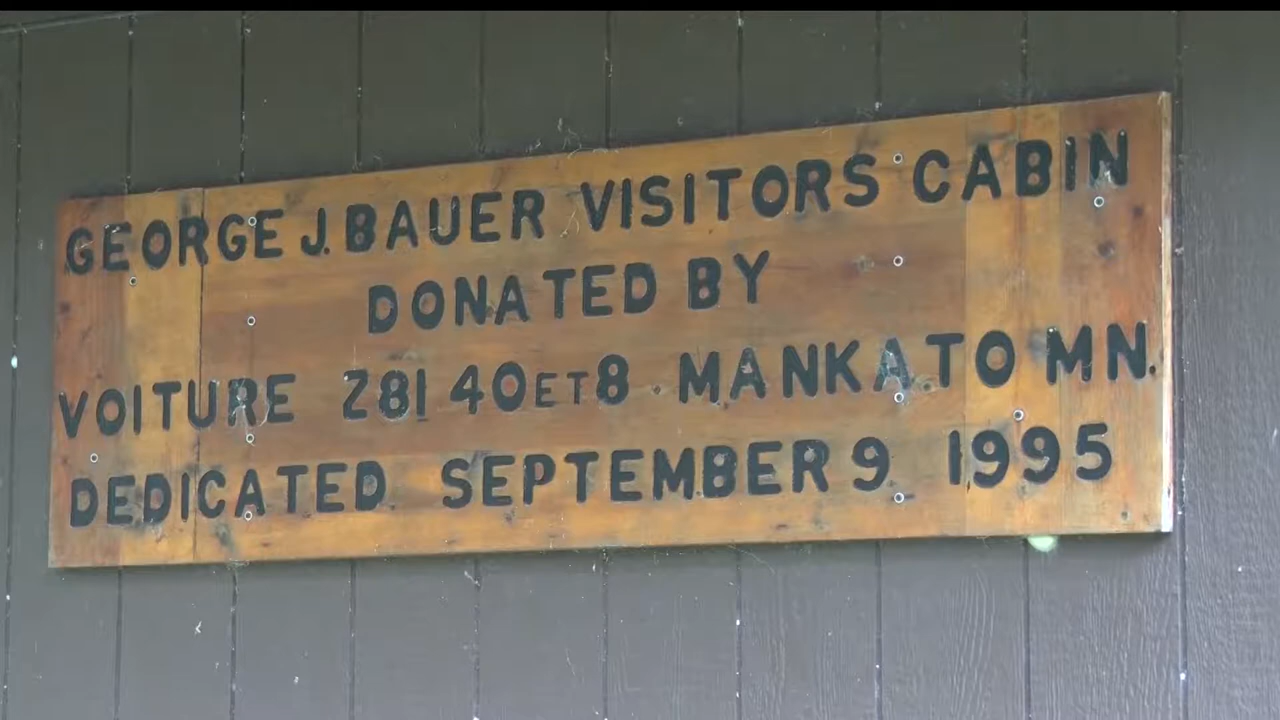 GEORGE J. BAUER VISITORS CABIN
DONATED BY
VOITURE 281 40ET8 · MANKATO MN.
DEDICATED SEPTEMBER 9 1995